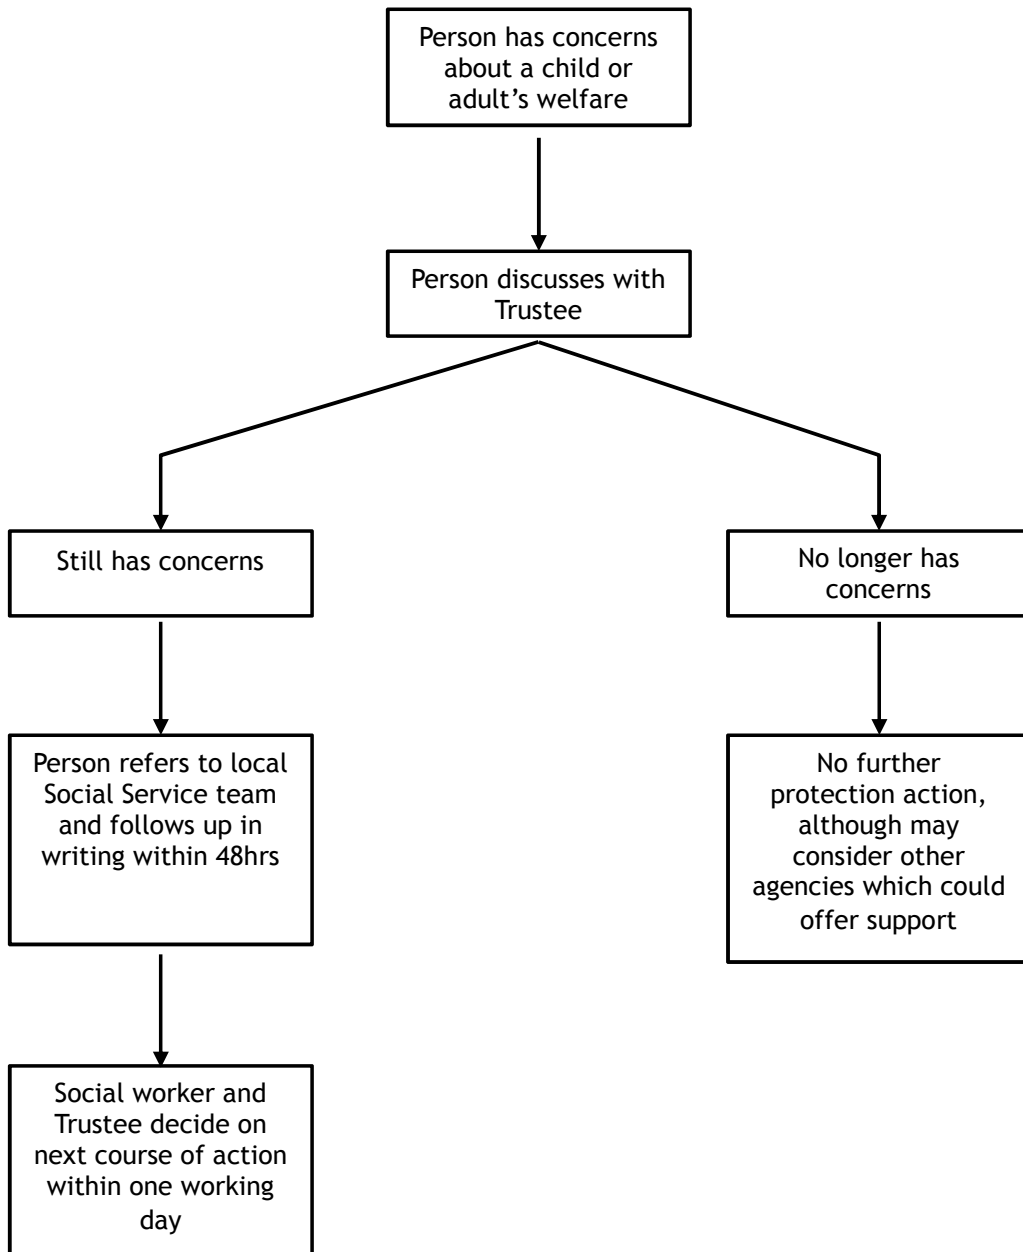 Person has concerns
about a child or
adult’s welfare
Person discusses with
Trustee
Still has concerns
No longer has
concerns
Person refers to local
Social Service team
and follows up in
writing within 48hrs
No further
protection action,
although may
consider other
agencies which could
offer support
Social worker and
Trustee decide on
next course of action
within one working
day